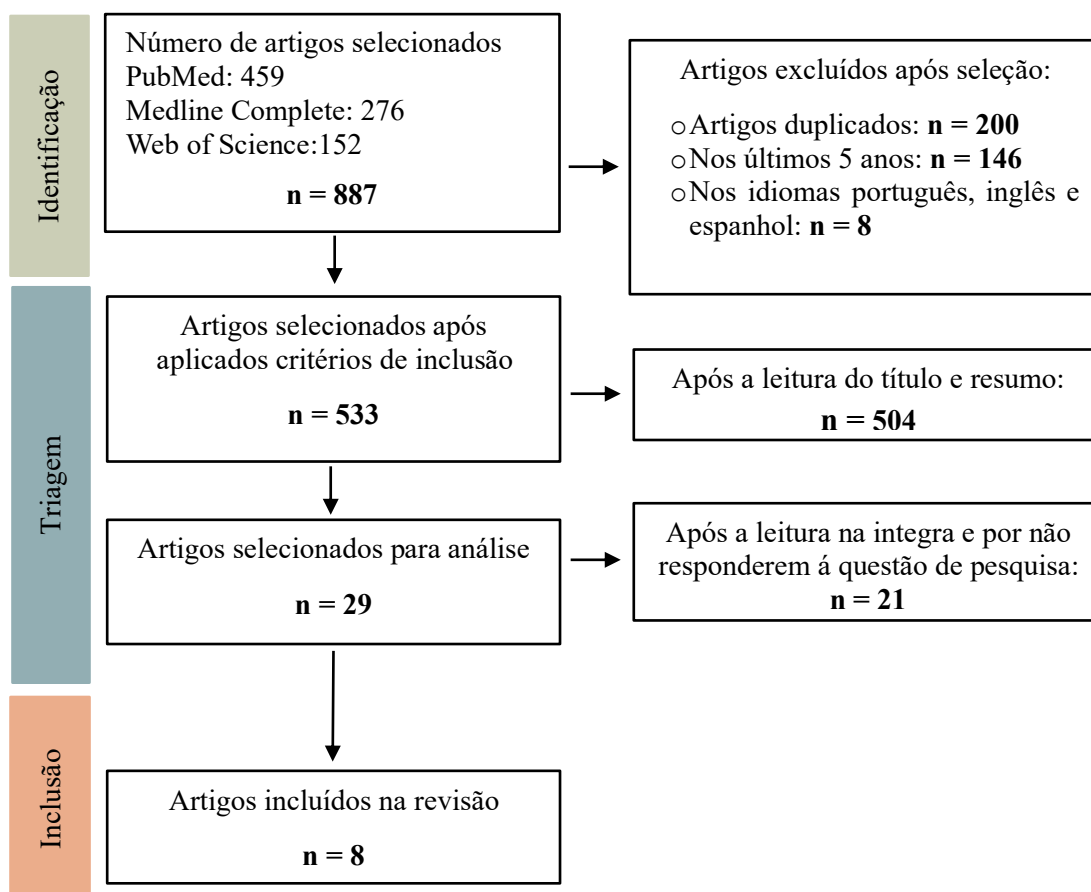 Identificação
Número de artigos selecionados
PubMed: 459
Medline Complete: 276
Web of Science:152
n = 887
Artigos excluídos após seleção:
○Artigos duplicados: n = 200
○Nos últimos 5 anos: n = 146
○Nos idiomas português, inglês e
espanhol: n = 8
Triagem
Artigos selecionados após
aplicados critérios de inclusão
n = 533
Após a leitura do título e resumo:
n = 504
Artigos selecionados para análise
n = 29
Após a leitura na integra e por não
responderem á questão de pesquisa:
n = 21
Inclusão
Artigos incluídos na revisão
n = 8